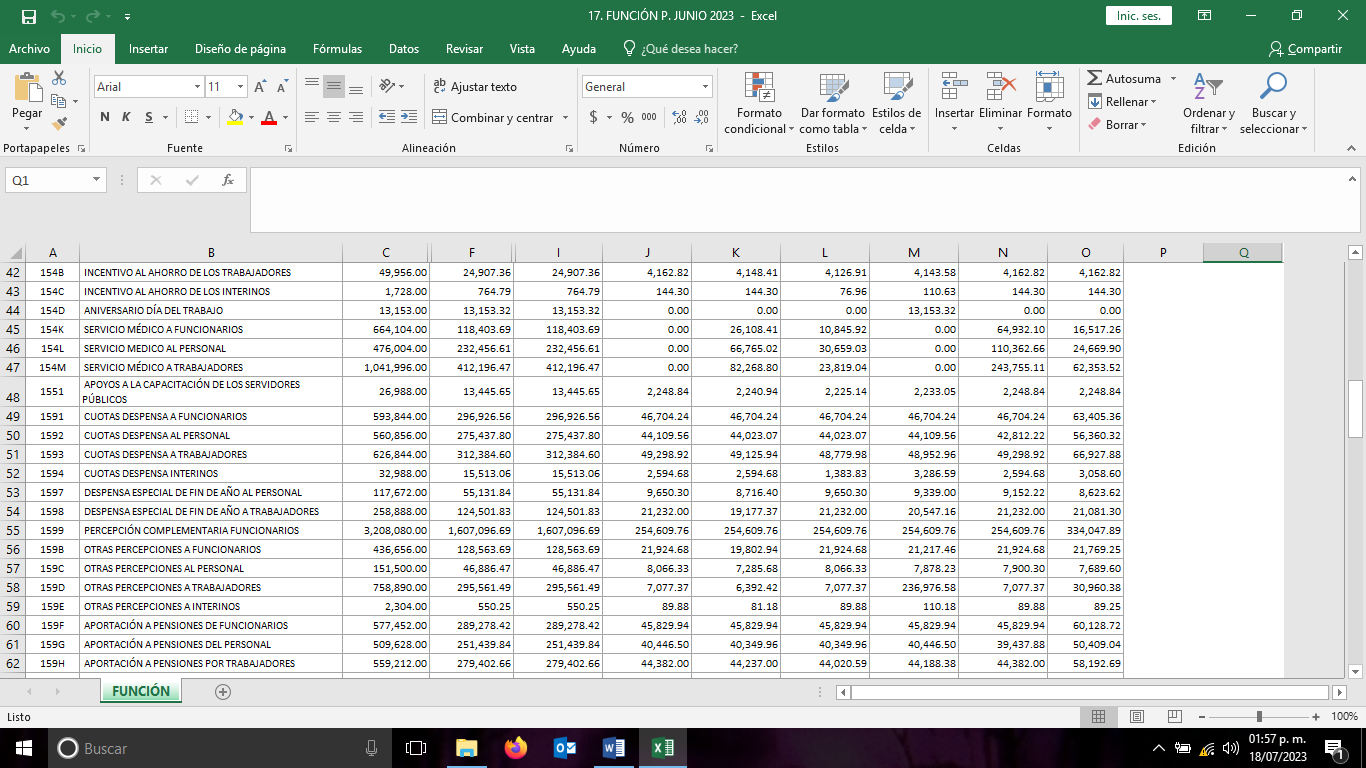 17. FUNCIÓN P. JUNIO 2023 - Excel
Inic. ses.
Archivo Inicio Insertar Diseño de página Fórmulas Datos Revisar Vista Ayuda ¿Qué desea hacer? Compartir
Pegar
Arial 11
Ajustar texto
General
Formato condicional
Dar formato como tabla
Estilos de celda
Insertar Eliminar Formato
Autosuma
Rellenar
Borrar
Ordenar y filtrar
Buscar y seleccionar
N K S
Combinar y centrar
$ % 000
Portapapeles Fuente Alineación Número Estilos Celdas Edición
Q1
fx
A B C F I J K L M N O P Q
42 154B INCENTIVO AL AHORRO DE LOS TRABAJADORES 49,956.00 24,907.36 24,907.36 4,162.82 4,148.41 4,126.91 4,143.58 4,162.82 4,162.82
43 154C INCENTIVO AL AHORRO DE LOS INTERINOS 1,728.00 764.79 764.79 144.30 144.30 76.96 110.63 144.30 144.30
44 154D ANIVERSARIO DÍA DEL TRABAJO 13,153.00 13,153.32 13,153.32 0.00 0.00 0.00 13,153.32 0.00 0.00
45 154K SERVICIO MÉDICO A FUNCIONARIOS 664,104.00 118,403.69 118,403.69 0.00 26,108.41 10,845.92 0.00 64,932.10 16,517.26
46 154L SERVICIO MEDICO AL PERSONAL 476,004.00 232,456.61 232,456.61 0.00 66,765.02 30,659.03 0.00 110,362.66 24,669.90
47 154M SERVICIO MÉDICO A TRABAJADORES 1,041,996.00 412,196.47 412,196.47 0.00 82,268.80 23,819.04 0.00 243,755.11 62,353.52
48 1551 APOYOS A LA CAPACITACIÓN DE LOS SERVIDORES PÚBLICOS 26,988.00 13,445.65 13,445.65 2,248.84 2,240.94 2,225.14 2,233.05 2,248.84 2,248.84
49 1591 CUOTAS DESPENSA A FUNCIONARIOS 593,844.00 296,926.56 296,926.56 46,704.24 46,704.24 46,704.24 46,704.24 46,704.24 63,405.36
50 1592 CUOTAS DESPENSA AL PERSONAL 560,856.00 275,437.80 275,437.80 44,109.56 44,023.07 44,023.07 44,109.56 42,812.22 56,360.32
51 1593 CUOTAS DESPENSA A TRABAJADORES 626,844.00 312,384.60 312,384.60 49,298.92 49,125.94 48,779.98 48,952.96 49,298.92 66,927.88
52 1594 CUOTAS DESPENSA INTERINOS 32,988.00 15,513.06 15,513.06 2,594.68 2,594.68 1,383.83 3,286.59 2,594.68 3,058.60
53 1597 DESPENSA ESPECIAL DE FIN DE AÑO AL PERSONAL 117,672.00 55,131.84 55,131.84 9,650.30 8,716.40 9,650.30 9,339.00 9,152.22 8,623.62
54 1598 DESPENSA ESPECIAL DE FIN DE AÑO A TRABAJADORES 258,888.00 124,501.83 124,501.83 21,232.00 19,177.37 21,232.00 20,547.16 21,232.00 21,081.30
55 1599 PERCEPCIÓN COMPLEMENTARIA FUNCIONARIOS 3,208,080.00 1,607,096.69 1,607,096.69 254,609.76 254,609.76 254,609.76 254,609.76 254,609.76 334,047.89
56 159B OTRAS PERCEPCIONES A FUNCIONARIOS 436,656.00 128,563.69 128,563.69 21,924.68 19,802.94 21,924.68 21,217.46 21,924.68 21,769.25
57 159C OTRAS PERCEPCIONES AL PERSONAL 151,500.00 46,886.47 46,886.47 8,066.33 7,285.68 8,066.33 7,878.23 7,900.30 7,689.60
58 159D OTRAS PERCEPCIONES A TRABAJADORES 758,890.00 295,561.49 295,561.49 7,077.37 6,392.42 7,077.37 236,976.58 7,077.37 30,960.38
59 159E OTRAS PERCEPCIONES A INTERINOS 2,304.00 550.25 550.25 89.88 81.18 89.88 110.18 89.88 89.25
60 159F APORTACIÓN A PENSIONES DE FUNCIONARIOS 577,452.00 289,278.42 289,278.42 45,829.94 45,829.94 45,829.94 45,829.94 45,829.94 60,128.72
61 159G APORTACIÓN A PENSIONES DEL PERSONAL 509,628.00 251,439.84 251,439.84 40,446.50 40,349.96 40,349.96 40,446.50 39,437.88 50,409.04
62 159H APORTACIÓN A PENSIONES POR TRABAJADORES 559,212.00 279,402.66 279,402.66 44,382.00 44,237.00 44,020.59 44,188.38 44,382.00 58,192.69
FUNCIÓN
Listo
100%
Buscar
01:57 p. m.
18/07/2023
1